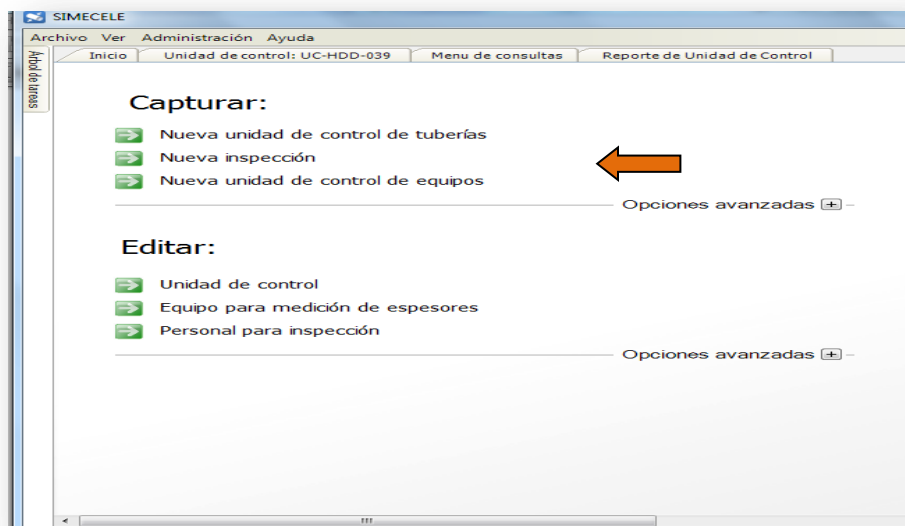 SIMECELE
Archivo Ver Administración Ayuda
Inicio Unidad de control: UC-HDD-039 Menu de consultas Reporte de Unidad de Control
Árbol de tareas
Capturar:
Nueva unidad de control de tuberías
Nueva inspección
Nueva unidad de control de equipos
Opciones avanzadas
Editar:
Unidad de control
Equipo para medición de espesores
Personal para inspección
Opciones avanzadas